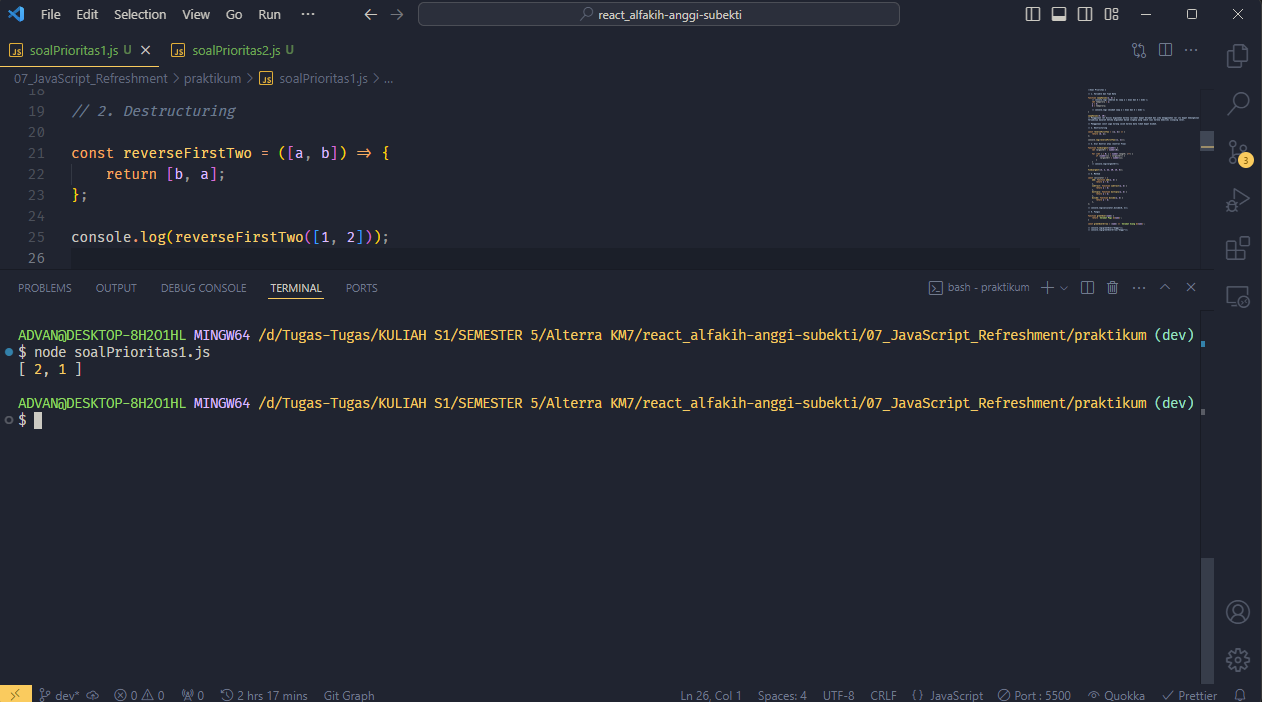 File Edit Selection View Go Run ··· react_alfakih-anggi-subekti
JS soalPrioritas1.js U JS soalPrioritas2.js U
07_JavaScript_Refreshment > praktikum > JS soalPrioritas1.js > ...
18
19 // 2. Destructuring
20
21 const reverseFirstTwo = ([a, b]) => {
22 return [b, a];
23 };
24
25 console.log(reverseFirstTwo([1, 2]));
26
3
PROBLEMS OUTPUT DEBUG CONSOLE TERMINAL PORTS bash - praktikum
ADVAN@DESKTOP-8H2O1HL MINGW64 /d/Tugas-Tugas/KULIAH S1/SEMESTER 5/Alterra KM7/react_alfakih-anggi-subekti/07_JavaScript_Refreshment/praktikum (dev)
$ node soalPrioritas1.js
[ 2, 1 ]
ADVAN@DESKTOP-8H2O1HL MINGW64 /d/Tugas-Tugas/KULIAH S1/SEMESTER 5/Alterra KM7/react_alfakih-anggi-subekti/07_JavaScript_Refreshment/praktikum (dev)
$
dev* 0 0 0 2 hrs 17 mins Git Graph Ln 26, Col 1 Spaces: 4 UTF-8 CRLF {} JavaScript Port : 5500 Quokka Prettier